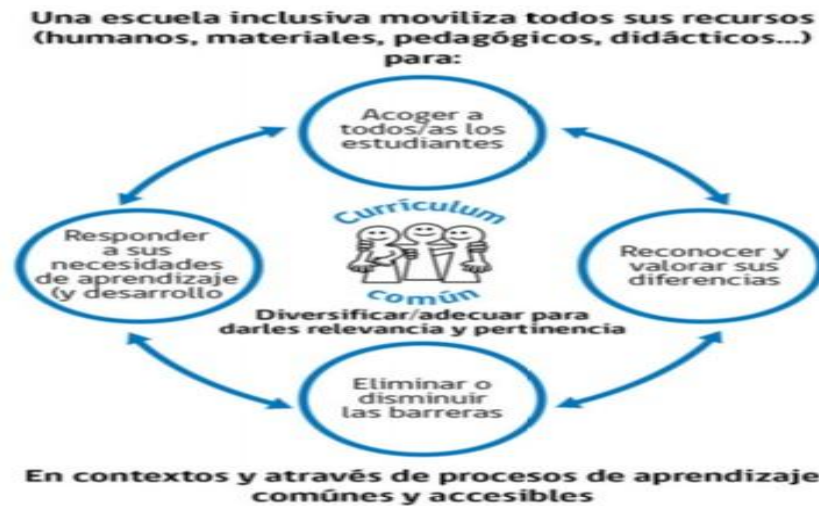 Una escuela inclusiva moviliza todos sus recursos
(humanos, materiales, pedagógicos, didácticos...)
para:
Acoger a
todos/as los
estudiantes
Responder
a sus
necesidades
de aprendizaje
(y desarrollo
Currículum
común
Reconocer y
valorar sus
diferencias
Diversificar/adecuar para
darles relevancia y pertinencia
Eliminar o
disminuir
las barreras
En contextos y através de procesos de aprendizaje
comúnes y accesibles